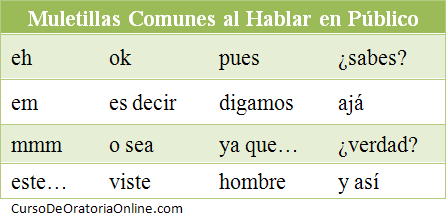 Muletillas Comunes al Hablar en Público
eh ok pues ¿sabes?
em es decir digamos ajá
mmm o sea ya que… ¿verdad?
este… viste hombre y así
CursoDeOratoriaOnline.com